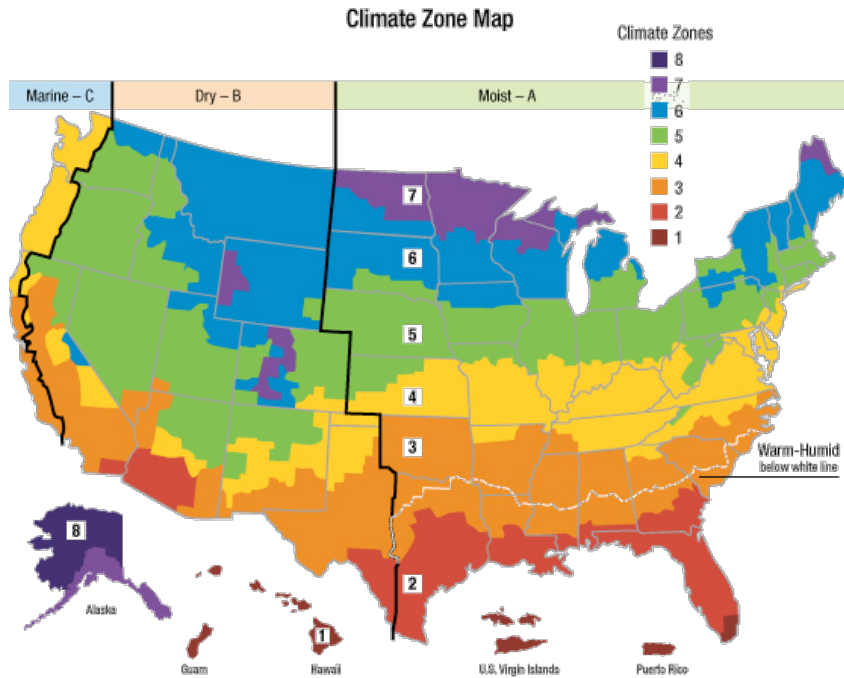 Climate Zone Map
Climate Zones
8
7
6
5
4
3
2
1
Marine – C
Dry – B
Moist – A
7
6
5
4
3
Warm-Humid
below white line
8
2
Alaska
1
Guam
Hawaii
U.S. Virgin Islands
Puerto Rico